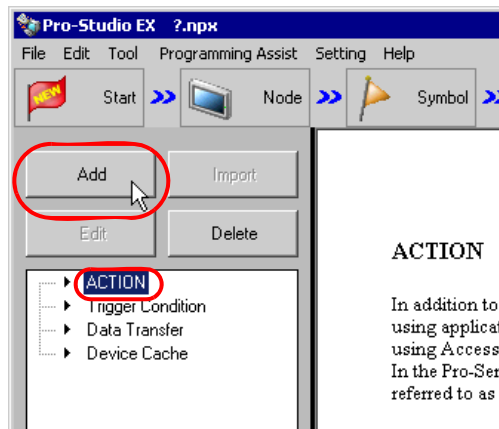 Pro-Studio EX ?.npx
File Edit Tool Programming Assist Setting Help
NEW Start Node Symbol
Add Import
Edit Delete
ACTION
Trigger Condition
Data Transfer
Device Cache
ACTION
In addition to
using applicat
using Access
In the Pro-Ser
referred to as